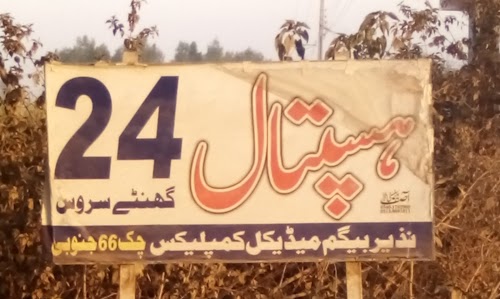 ہسپتال
24
گھنٹے سروس
نذیر بیگم میڈیکل کمپلیکس چک 66 جنوبی